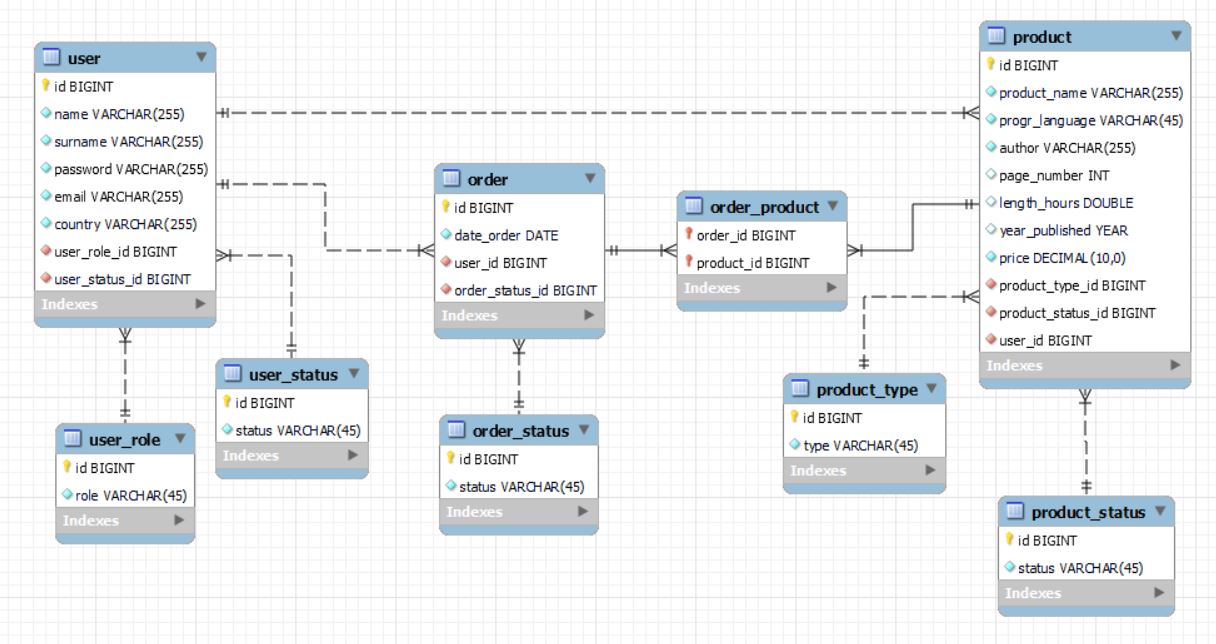 user
id BIGINT
name VARCHAR(255)
surname VARCHAR(255)
password VARCHAR(255)
email VARCHAR(255)
country VARCHAR(255)
user_role_id BIGINT
user_status_id BIGINT
Indexes
user_role
id BIGINT
role VARCHAR(45)
Indexes
user_status
id BIGINT
status VARCHAR(45)
Indexes
order
id BIGINT
date_order DATE
user_id BIGINT
order_status_id BIGINT
Indexes
order_status
id BIGINT
status VARCHAR(45)
Indexes
order_product
order_id BIGINT
product_id BIGINT
Indexes
product_type
id BIGINT
type VARCHAR(45)
Indexes
product
id BIGINT
product_name VARCHAR(255)
progr_language VARCHAR(45)
author VARCHAR(255)
page_number INT
length_hours DOUBLE
year_published YEAR
price DECIMAL(10,0)
product_type_id BIGINT
product_status_id BIGINT
user_id BIGINT
Indexes
product_status
id BIGINT
status VARCHAR(45)
Indexes